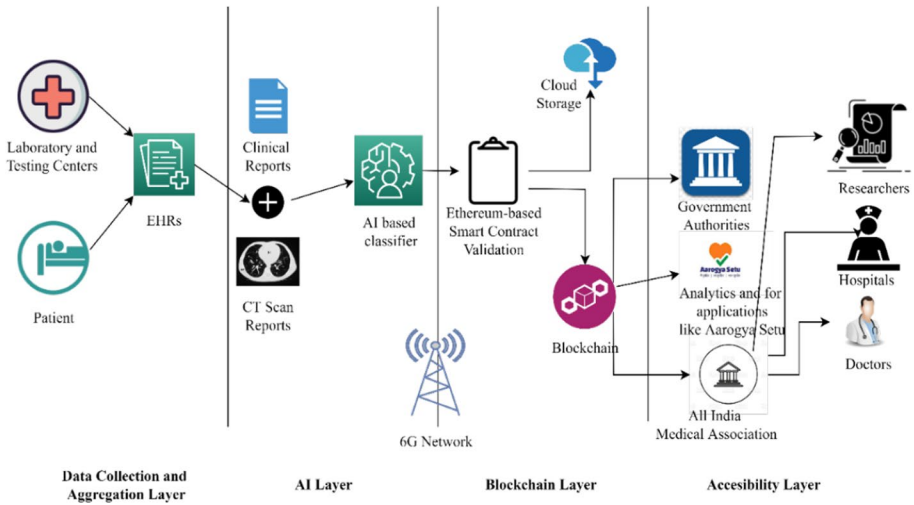 Laboratory and
Testing Centers
EHRs
Patient
Clinical
Reports
CT Scan
Reports
AI based
classifier
6G Network
Cloud
Storage
Ethereum-based
Smart Contract
Validation
Blockchain
Government
Authorities
Aarogya Setu
Analytics and for
applications
like Aarogya Setu
All India
Medical Association
Researchers
Hospitals
Doctors
Data Collection and
Aggregation Layer
AI Layer
Blockchain Layer
Accesibility Layer